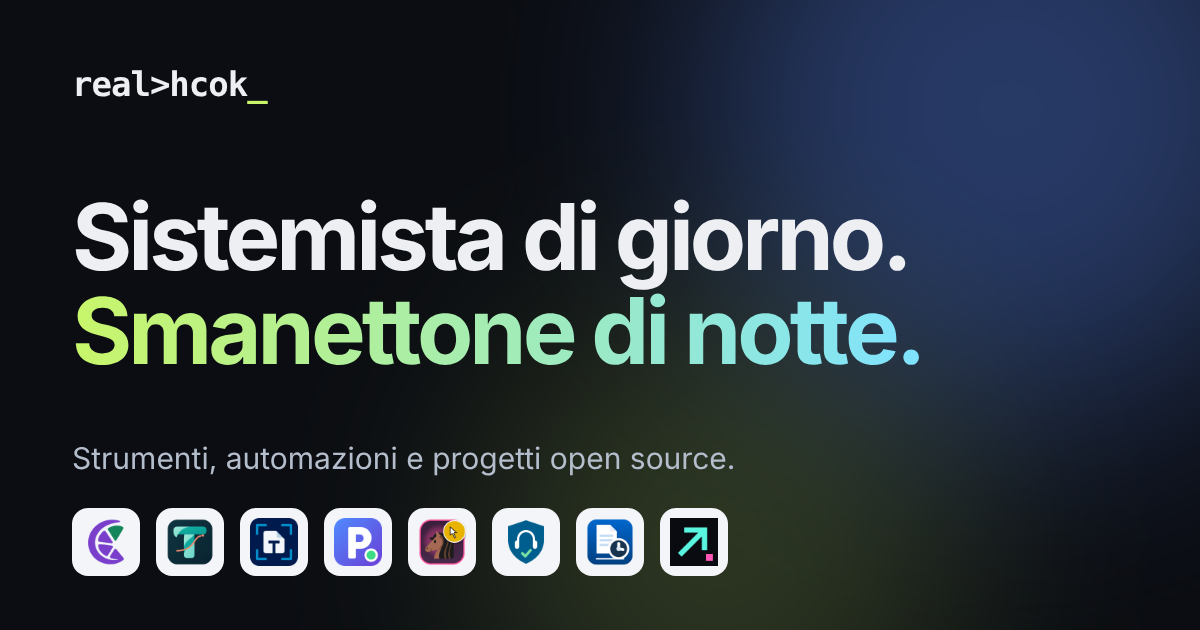 real>hcok_
Sistemista di giorno.
Smanettone di notte.
Strumenti, automazioni e progetti open source.